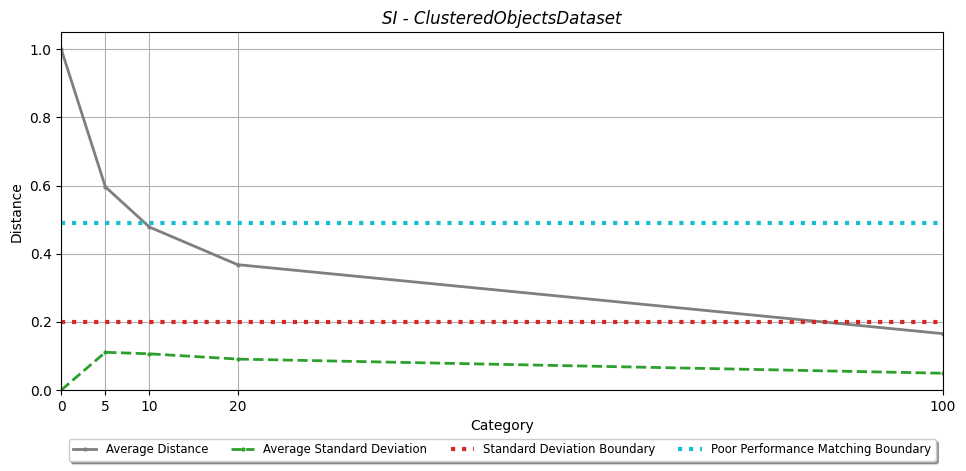 SI - ClusteredObjectsDataset
1.0
0.8
0.6
0.4
0.2
0.0
Distance
0 5 10 20 100
Category
Average Distance Average Standard Deviation Standard Deviation Boundary Poor Performance Matching Boundary